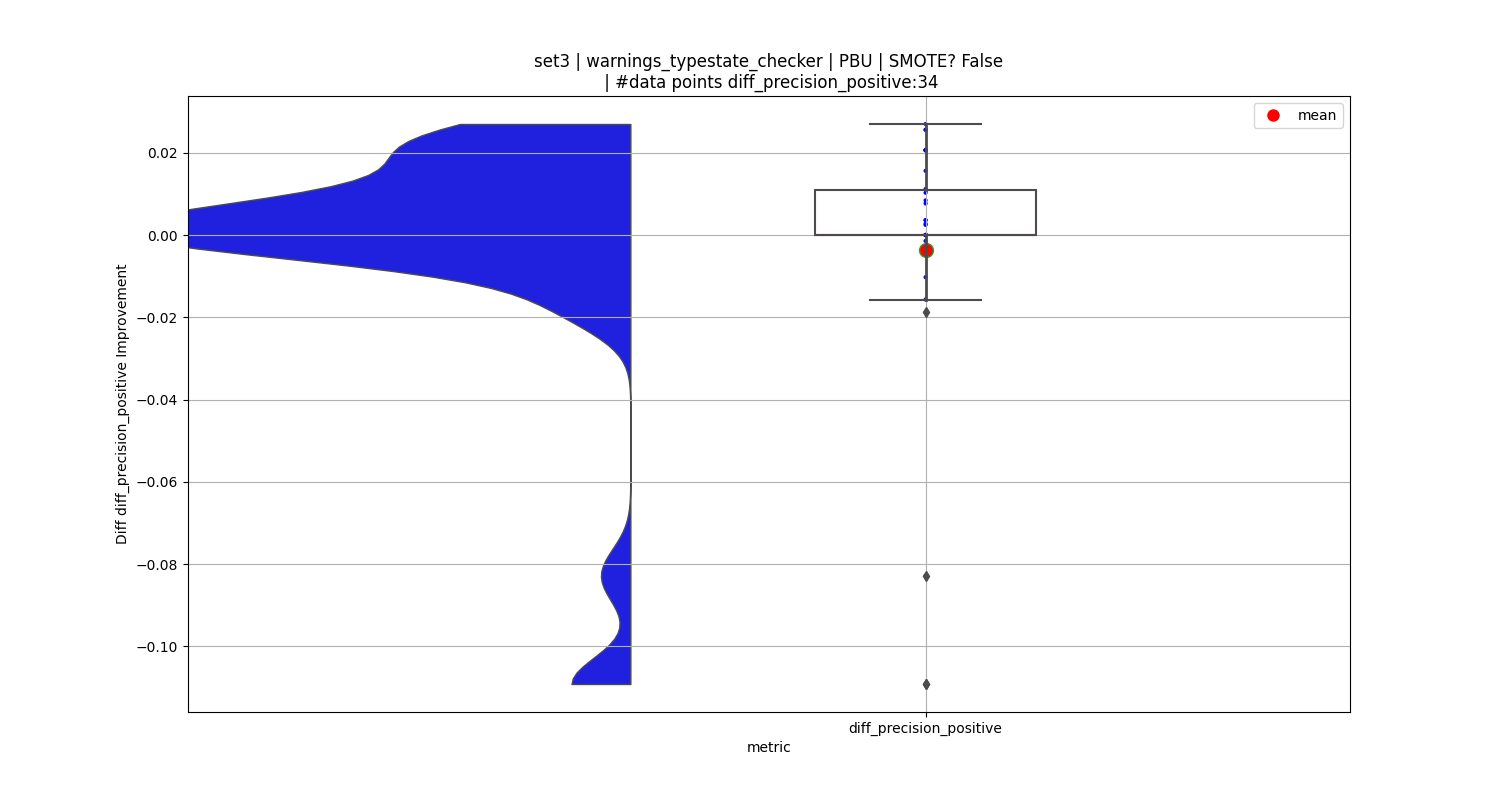 set3 | warnings_typestate_checker | PBU | SMOTE? False
| #data points diff_precision_positive:34
mean
0.02
0.00
−0.02
−0.04
−0.06
−0.08
−0.10
Diff diff_precision_positive Improvement
diff_precision_positive
metric